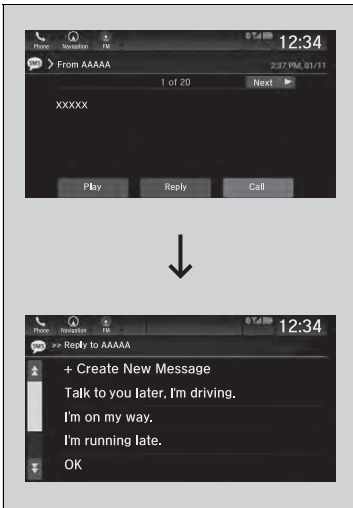 Phone Navigation FM 12:34
SMS From AAAAA 2:37 PM, 01/11
1 of 20 Next
XXXXX
Play Reply Call
Phone Navigation FM 12:34
SMS >> Reply to AAAAA
+ Create New Message
Talk to you later, I'm driving.
I'm on my way.
I'm running late.
OK